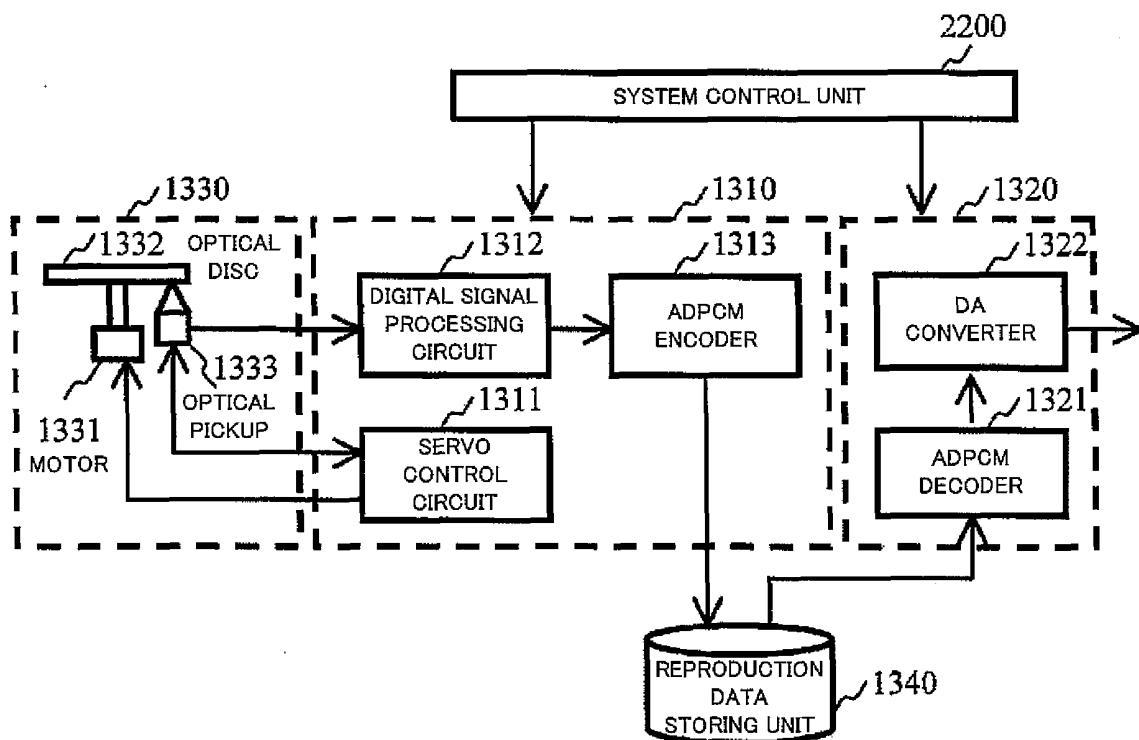 2200
SYSTEM CONTROL UNIT
1330
1310
1320
1332
OPTICAL
DISC
1312
1313
1322
DIGITAL SIGNAL
PROCESSING
CIRCUIT
ADPCM
ENCODER
DA
CONVERTER
1333
OPTICAL
PICKUP
1331
MOTOR
1311
SERVO
CONTROL
CIRCUIT
1321
ADPCM
DECODER
REPRODUCTION
DATA
STORING UNIT
1340